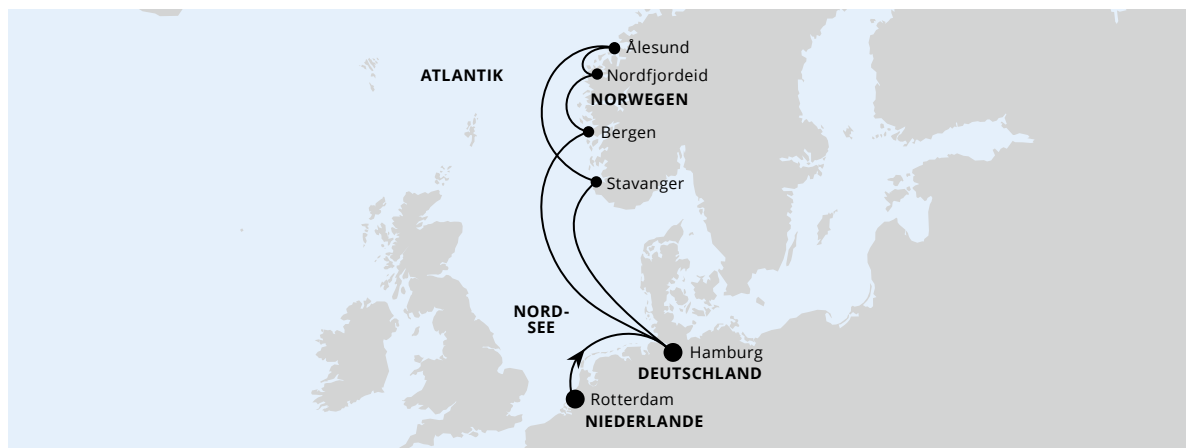 Ålesund
ATLANTIK
Nordfjordeid
NORWEGEN
Bergen
Stavanger
NORD-
SEE
Hamburg
DEUTSCHLAND
Rotterdam
NIEDERLANDE